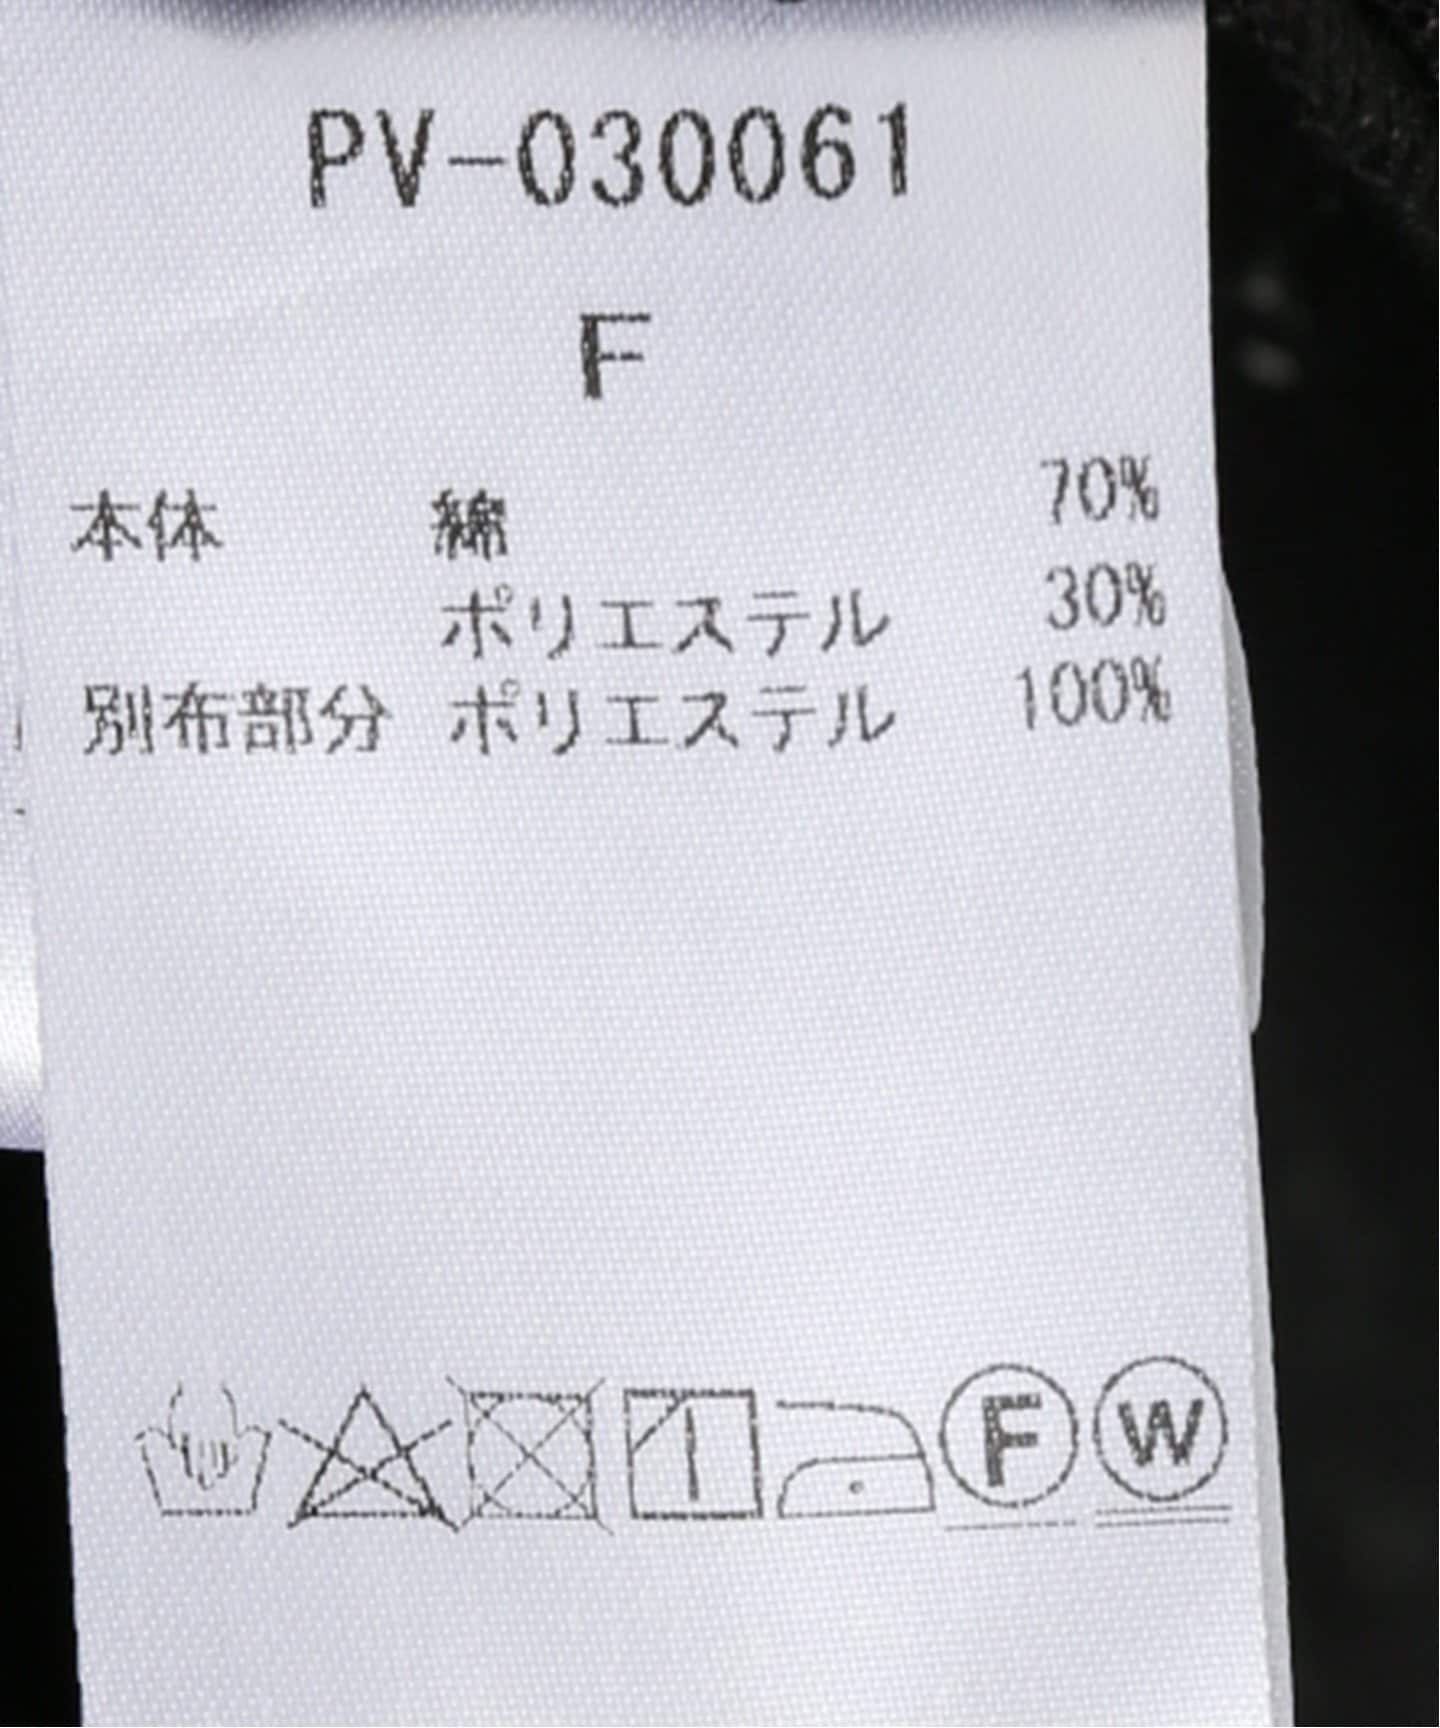 PV-030061
F
本体 綿 70%
ポリエステル 30%
別布部分 ポリエステル 100%
F W